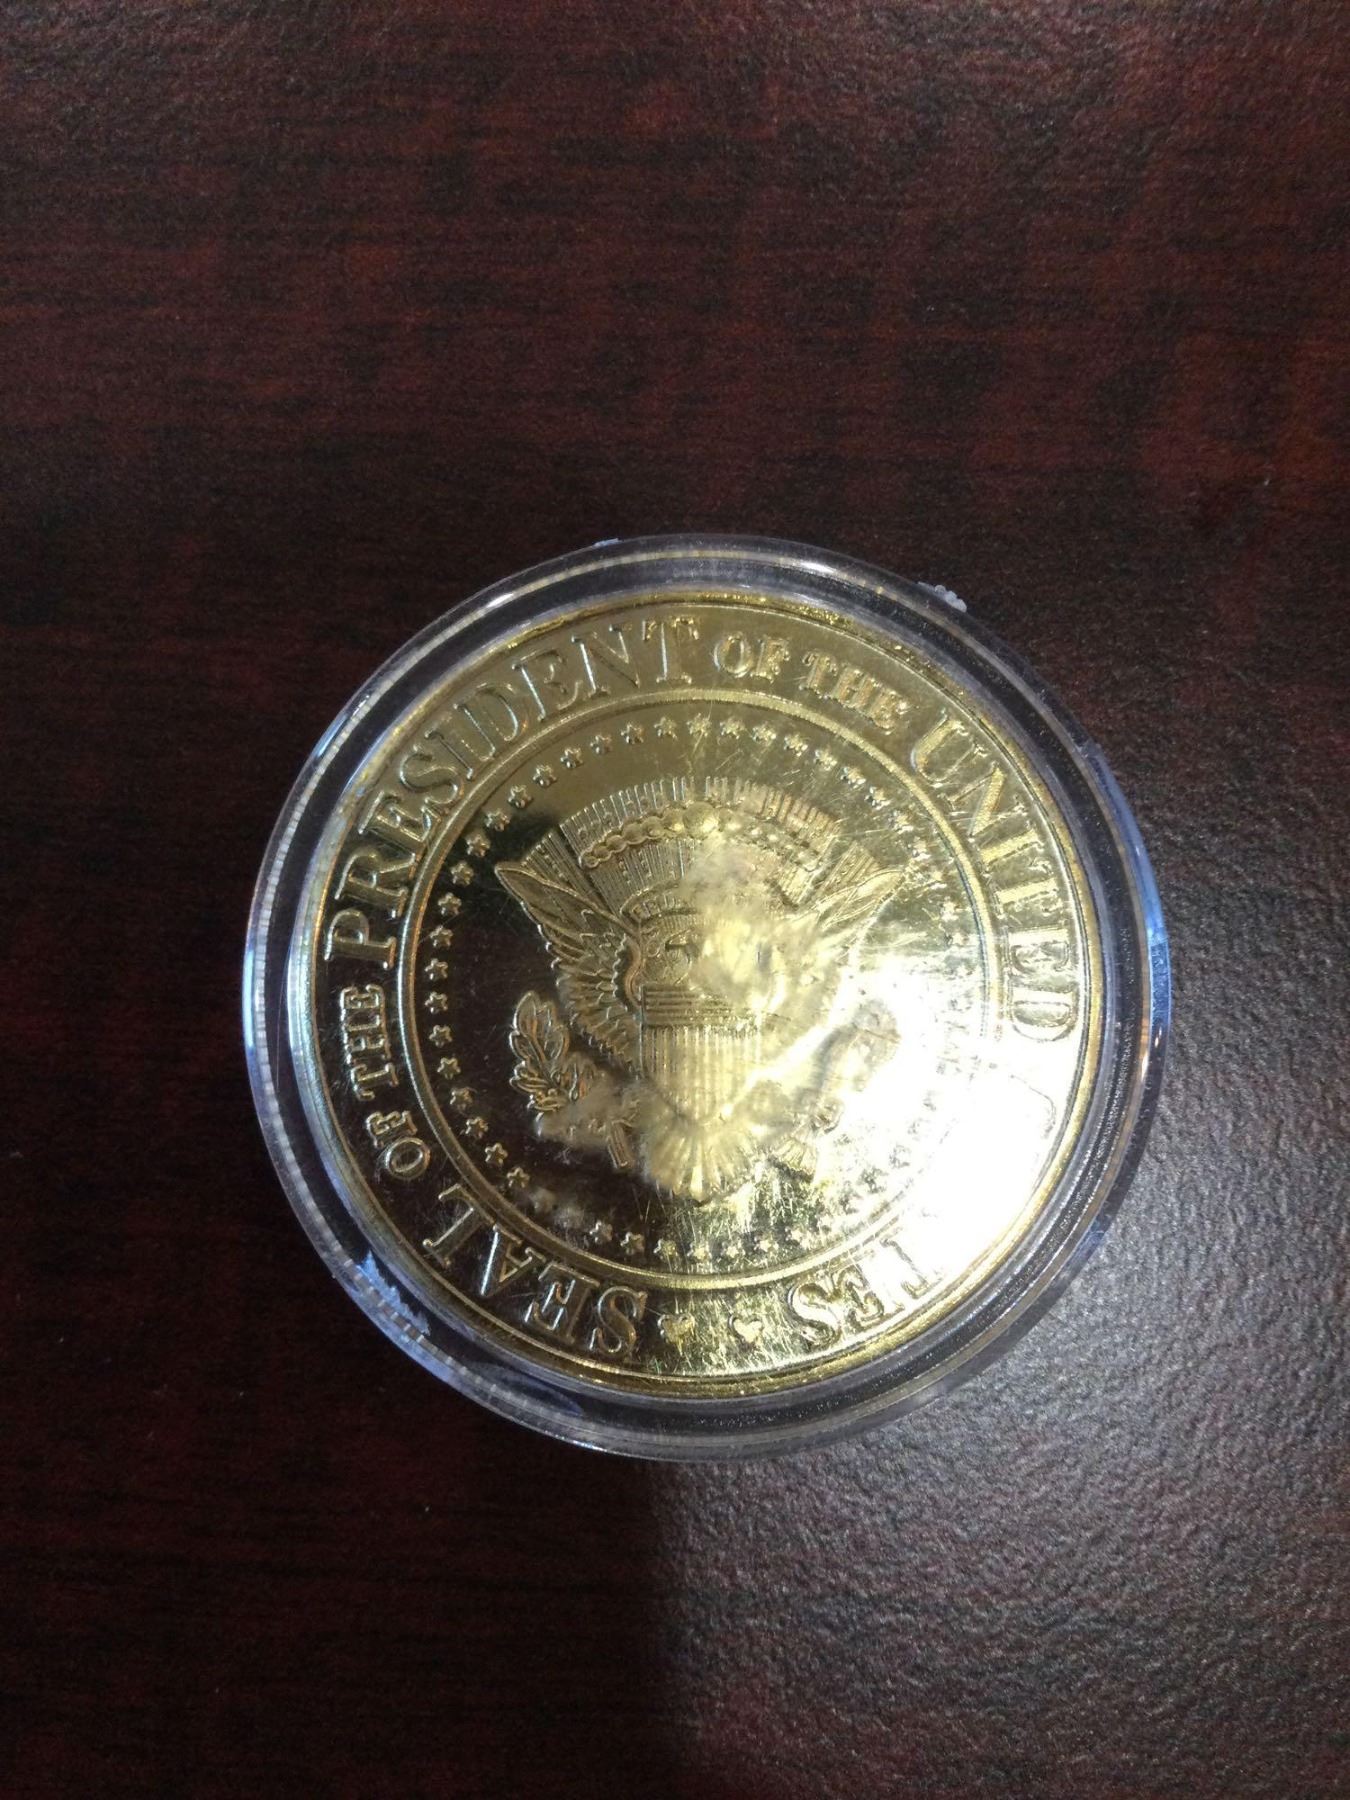 SEAL OF THE PRESIDENT OF THE UNITED TES